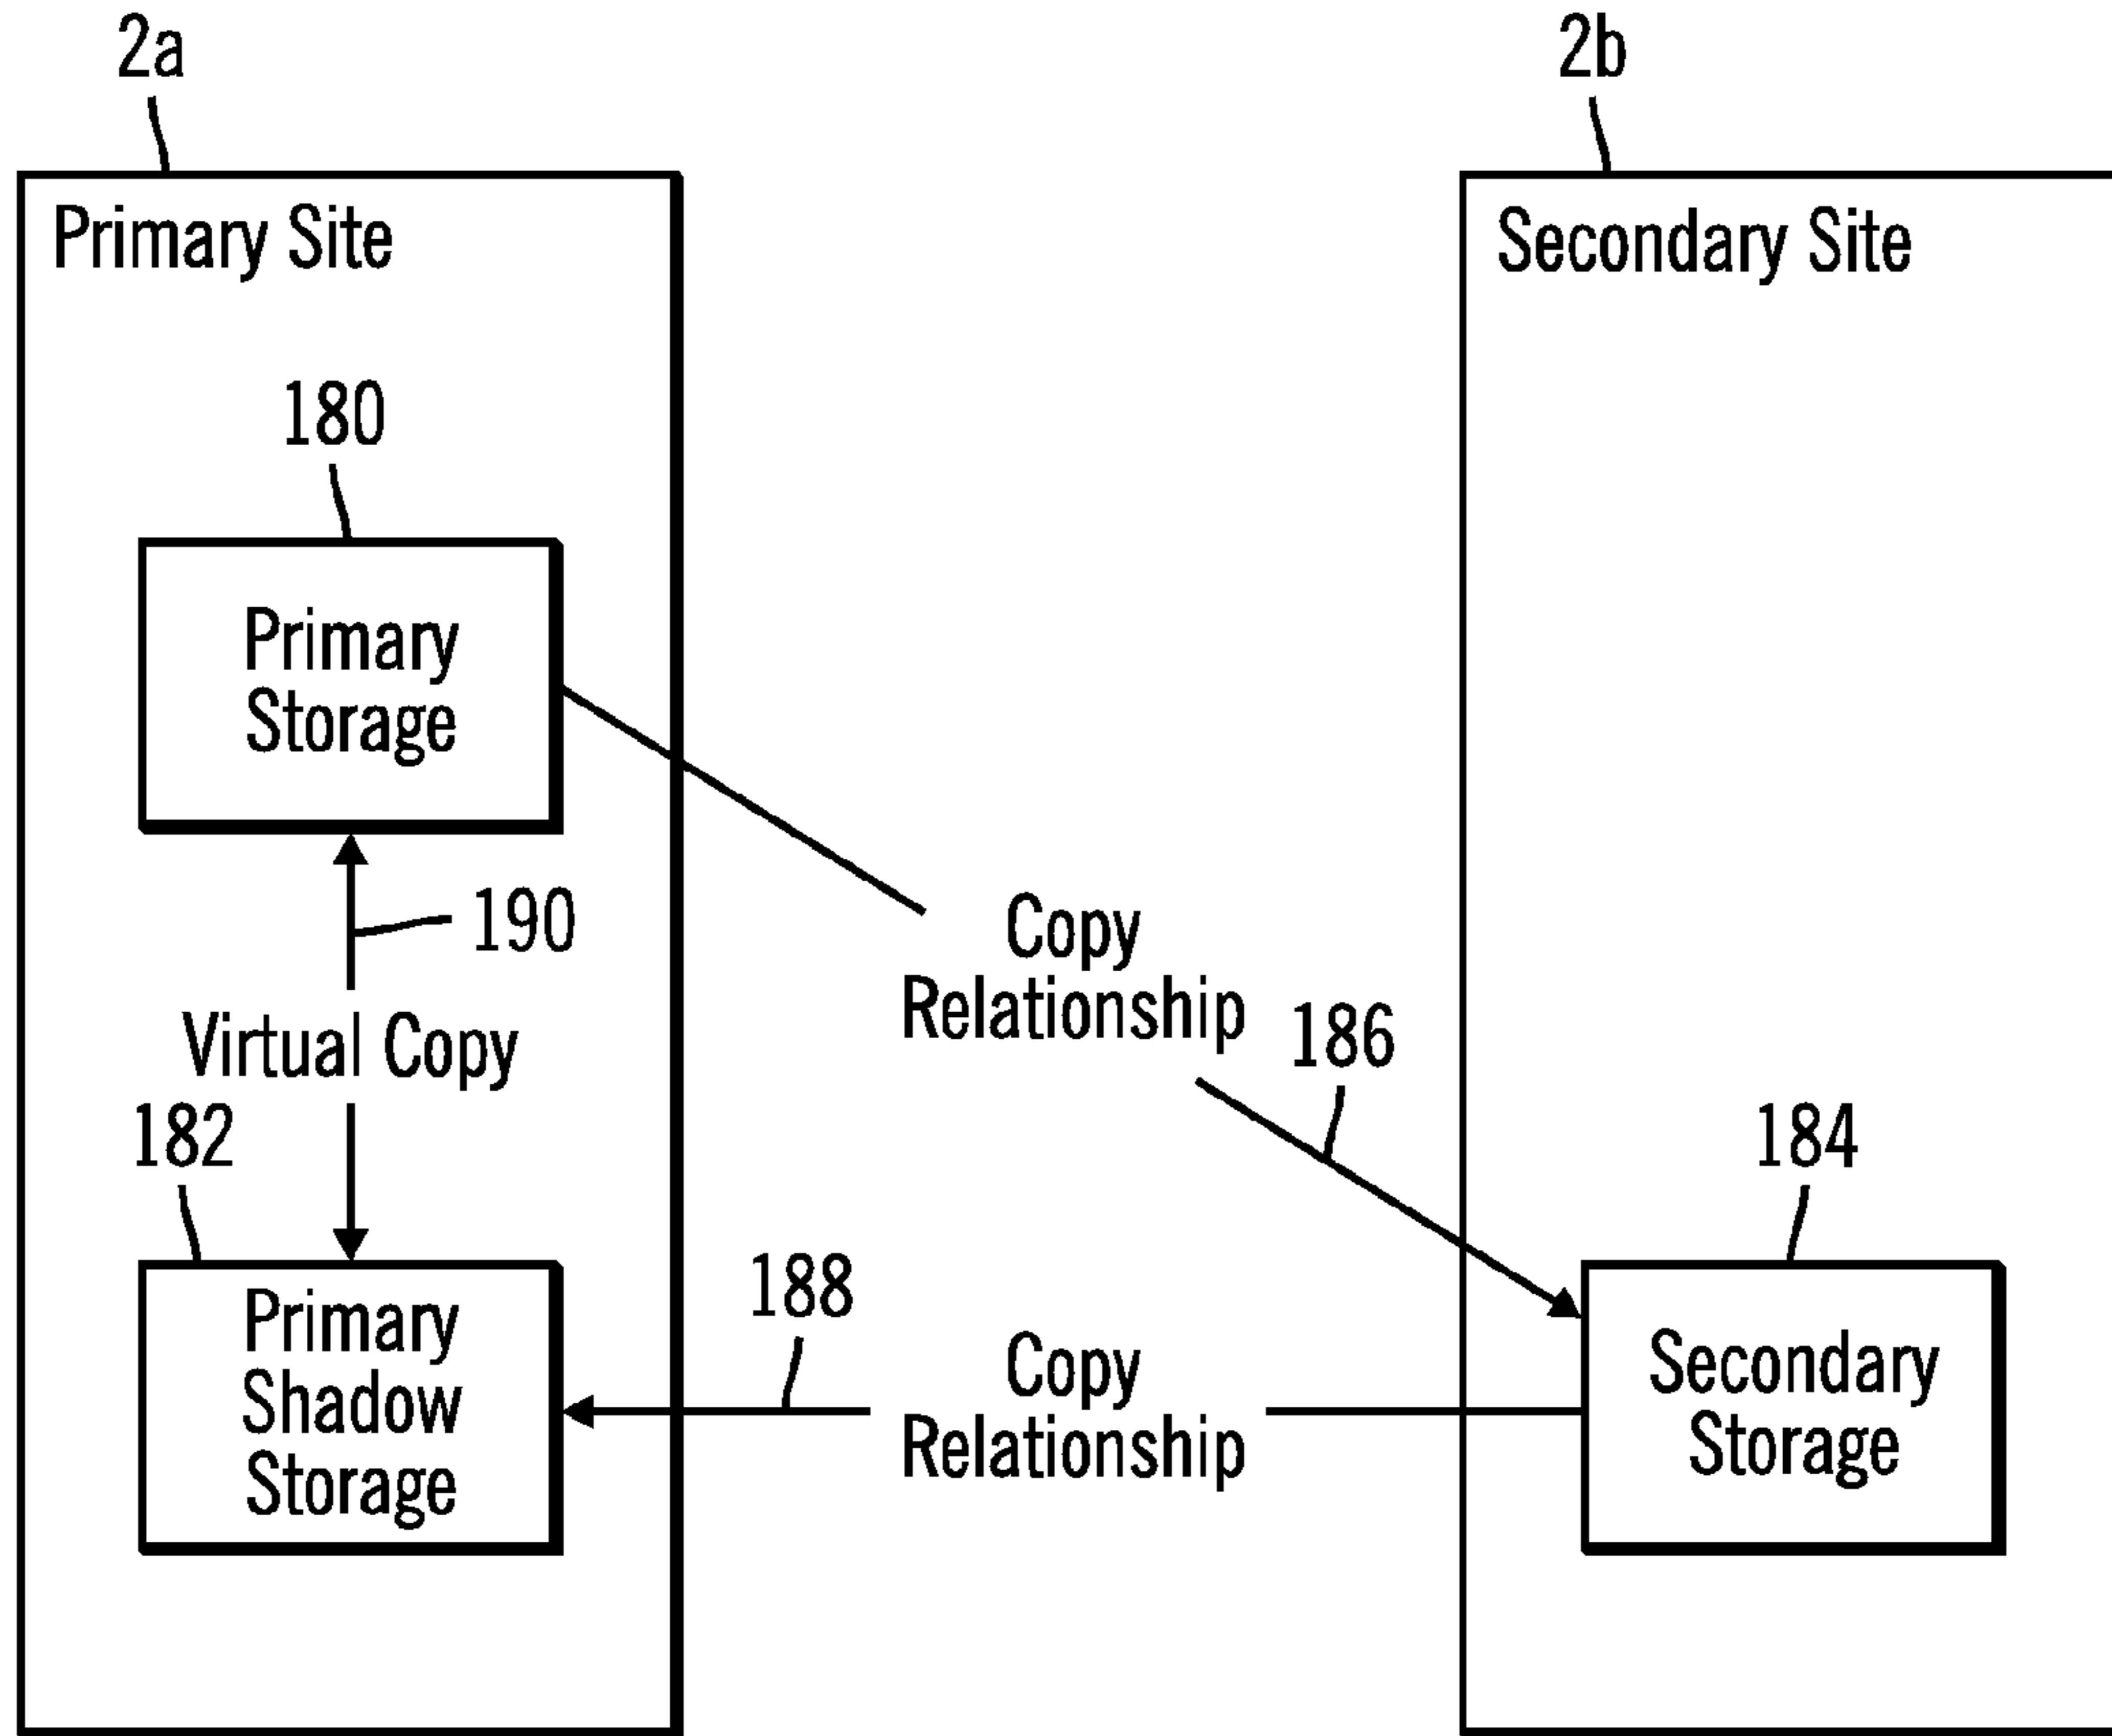 2a
2b
Primary Site
Secondary Site
180
Primary
Storage
190
Copy
Relationship
186
Virtual Copy
182
184
Primary
Shadow
Storage
188
Copy
Relationship
Secondary
Storage